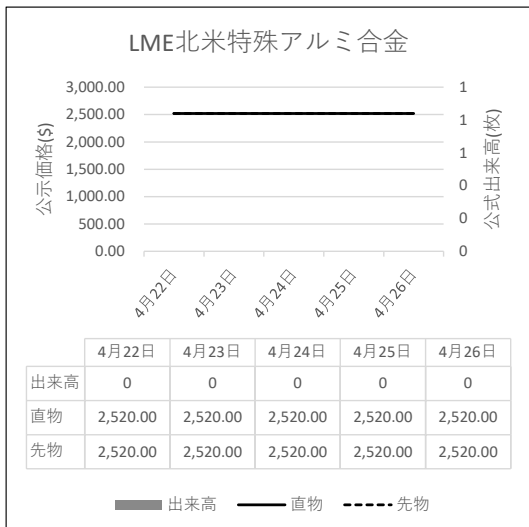 LME北米特殊アルミ合金
公示価格($)
3,000.00
2,500.00
2,000.00
1,500.00
1,000.00
500.00
0.00
1
1
1
0
0
0
公式出来高(枚)
4月22日
4月23日
4月24日
4月25日
4月26日
4月22日 4月23日 4月24日 4月25日 4月26日
出来高 0 0 0 0 0
直物 2,520.00 2,520.00 2,520.00 2,520.00 2,520.00
先物 2,520.00 2,520.00 2,520.00 2,520.00 2,520.00
出来高 直物 先物